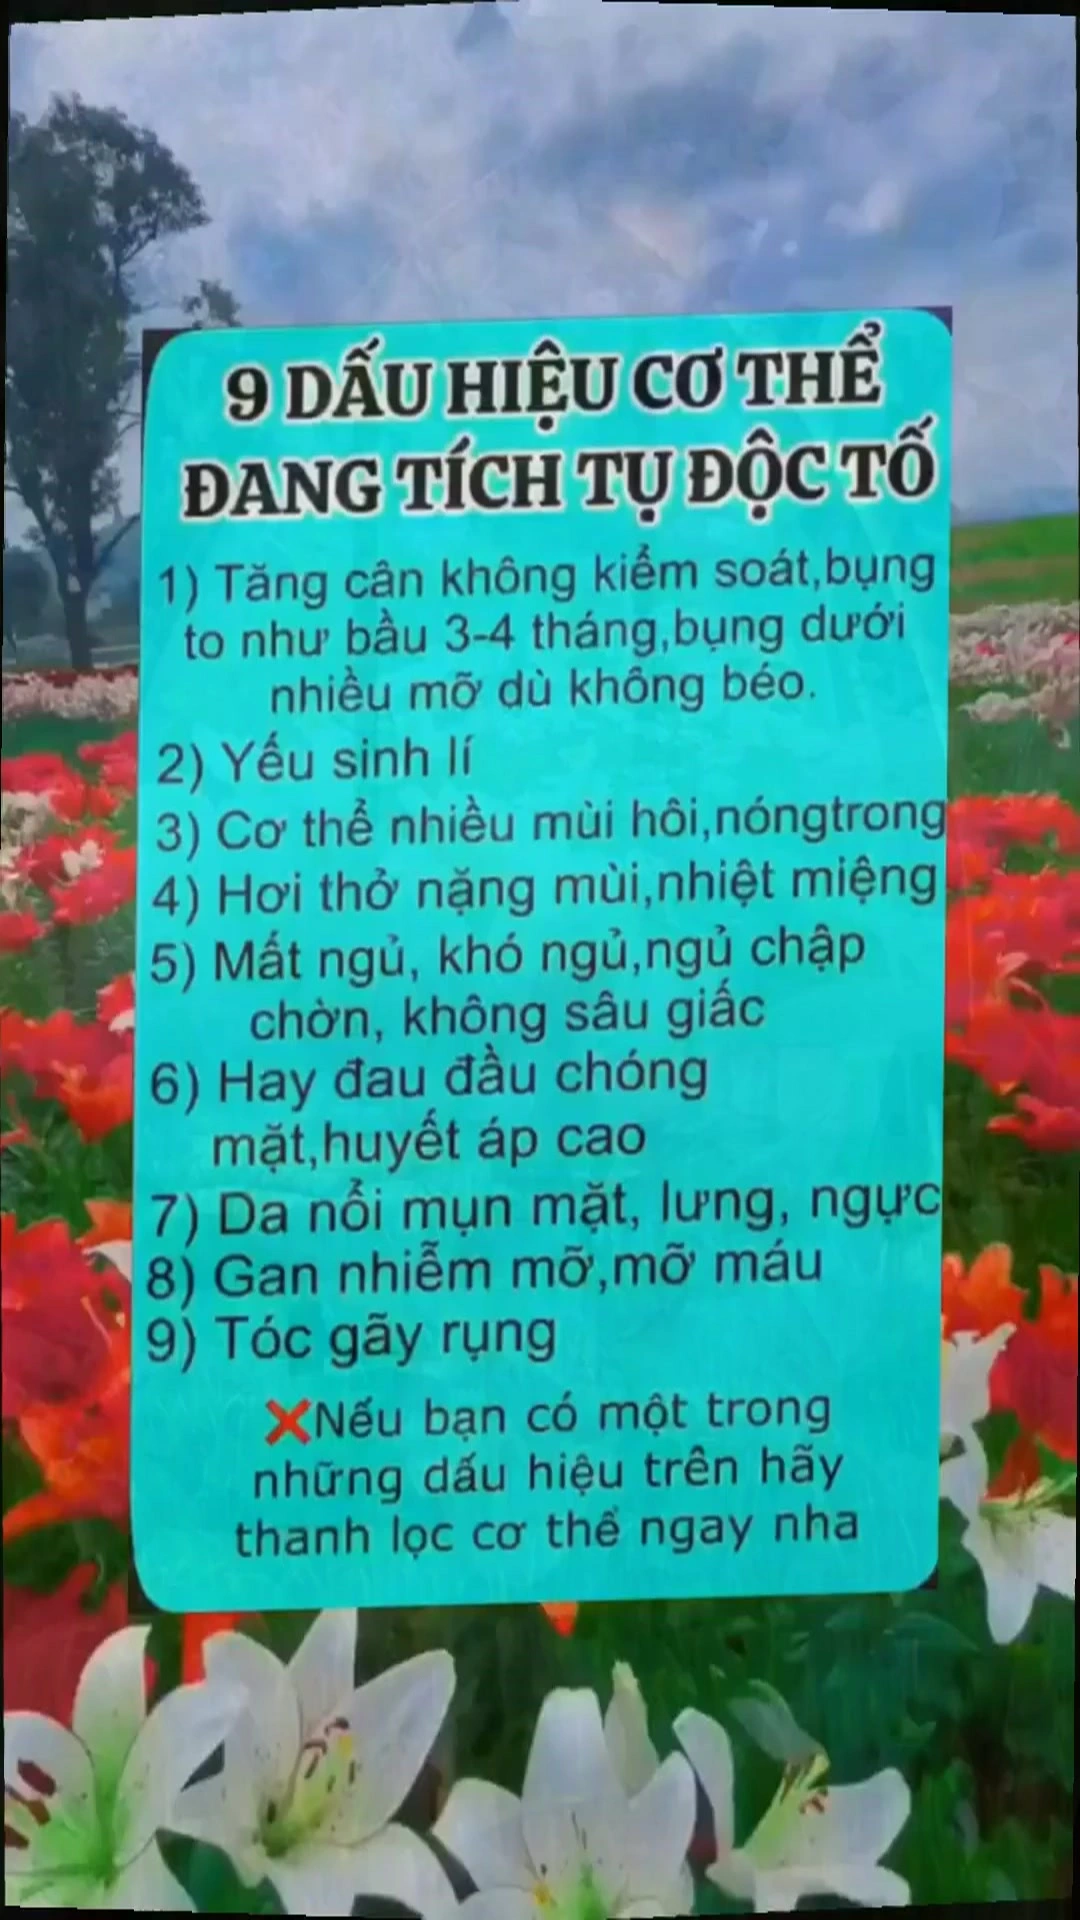 9 DẤU HIỆU CƠ THỂ
ĐANG TÍCH TỤ ĐỘC TỐ
1) Tăng cân không kiểm soát,bụng
to như bầu 3-4 tháng,bụng dưới
nhiều mỡ dù không béo.
2) Yếu sinh lí
3) Cơ thể nhiều mùi hôi,nóngtrong
4) Hơi thở nặng mùi,nhiệt miệng
5) Mất ngủ, khó ngủ,ngủ chập
chờn, không sâu giấc
6) Hay đau đầu chóng
mặt,huyết áp cao
7) Da nổi mụn mặt, lưng, ngực
8) Gan nhiễm mỡ,mỡ máu
9) Tóc gãy rụng
❌Nếu bạn có một trong
những dấu hiệu trên hãy
thanh lọc cơ thể ngay nha